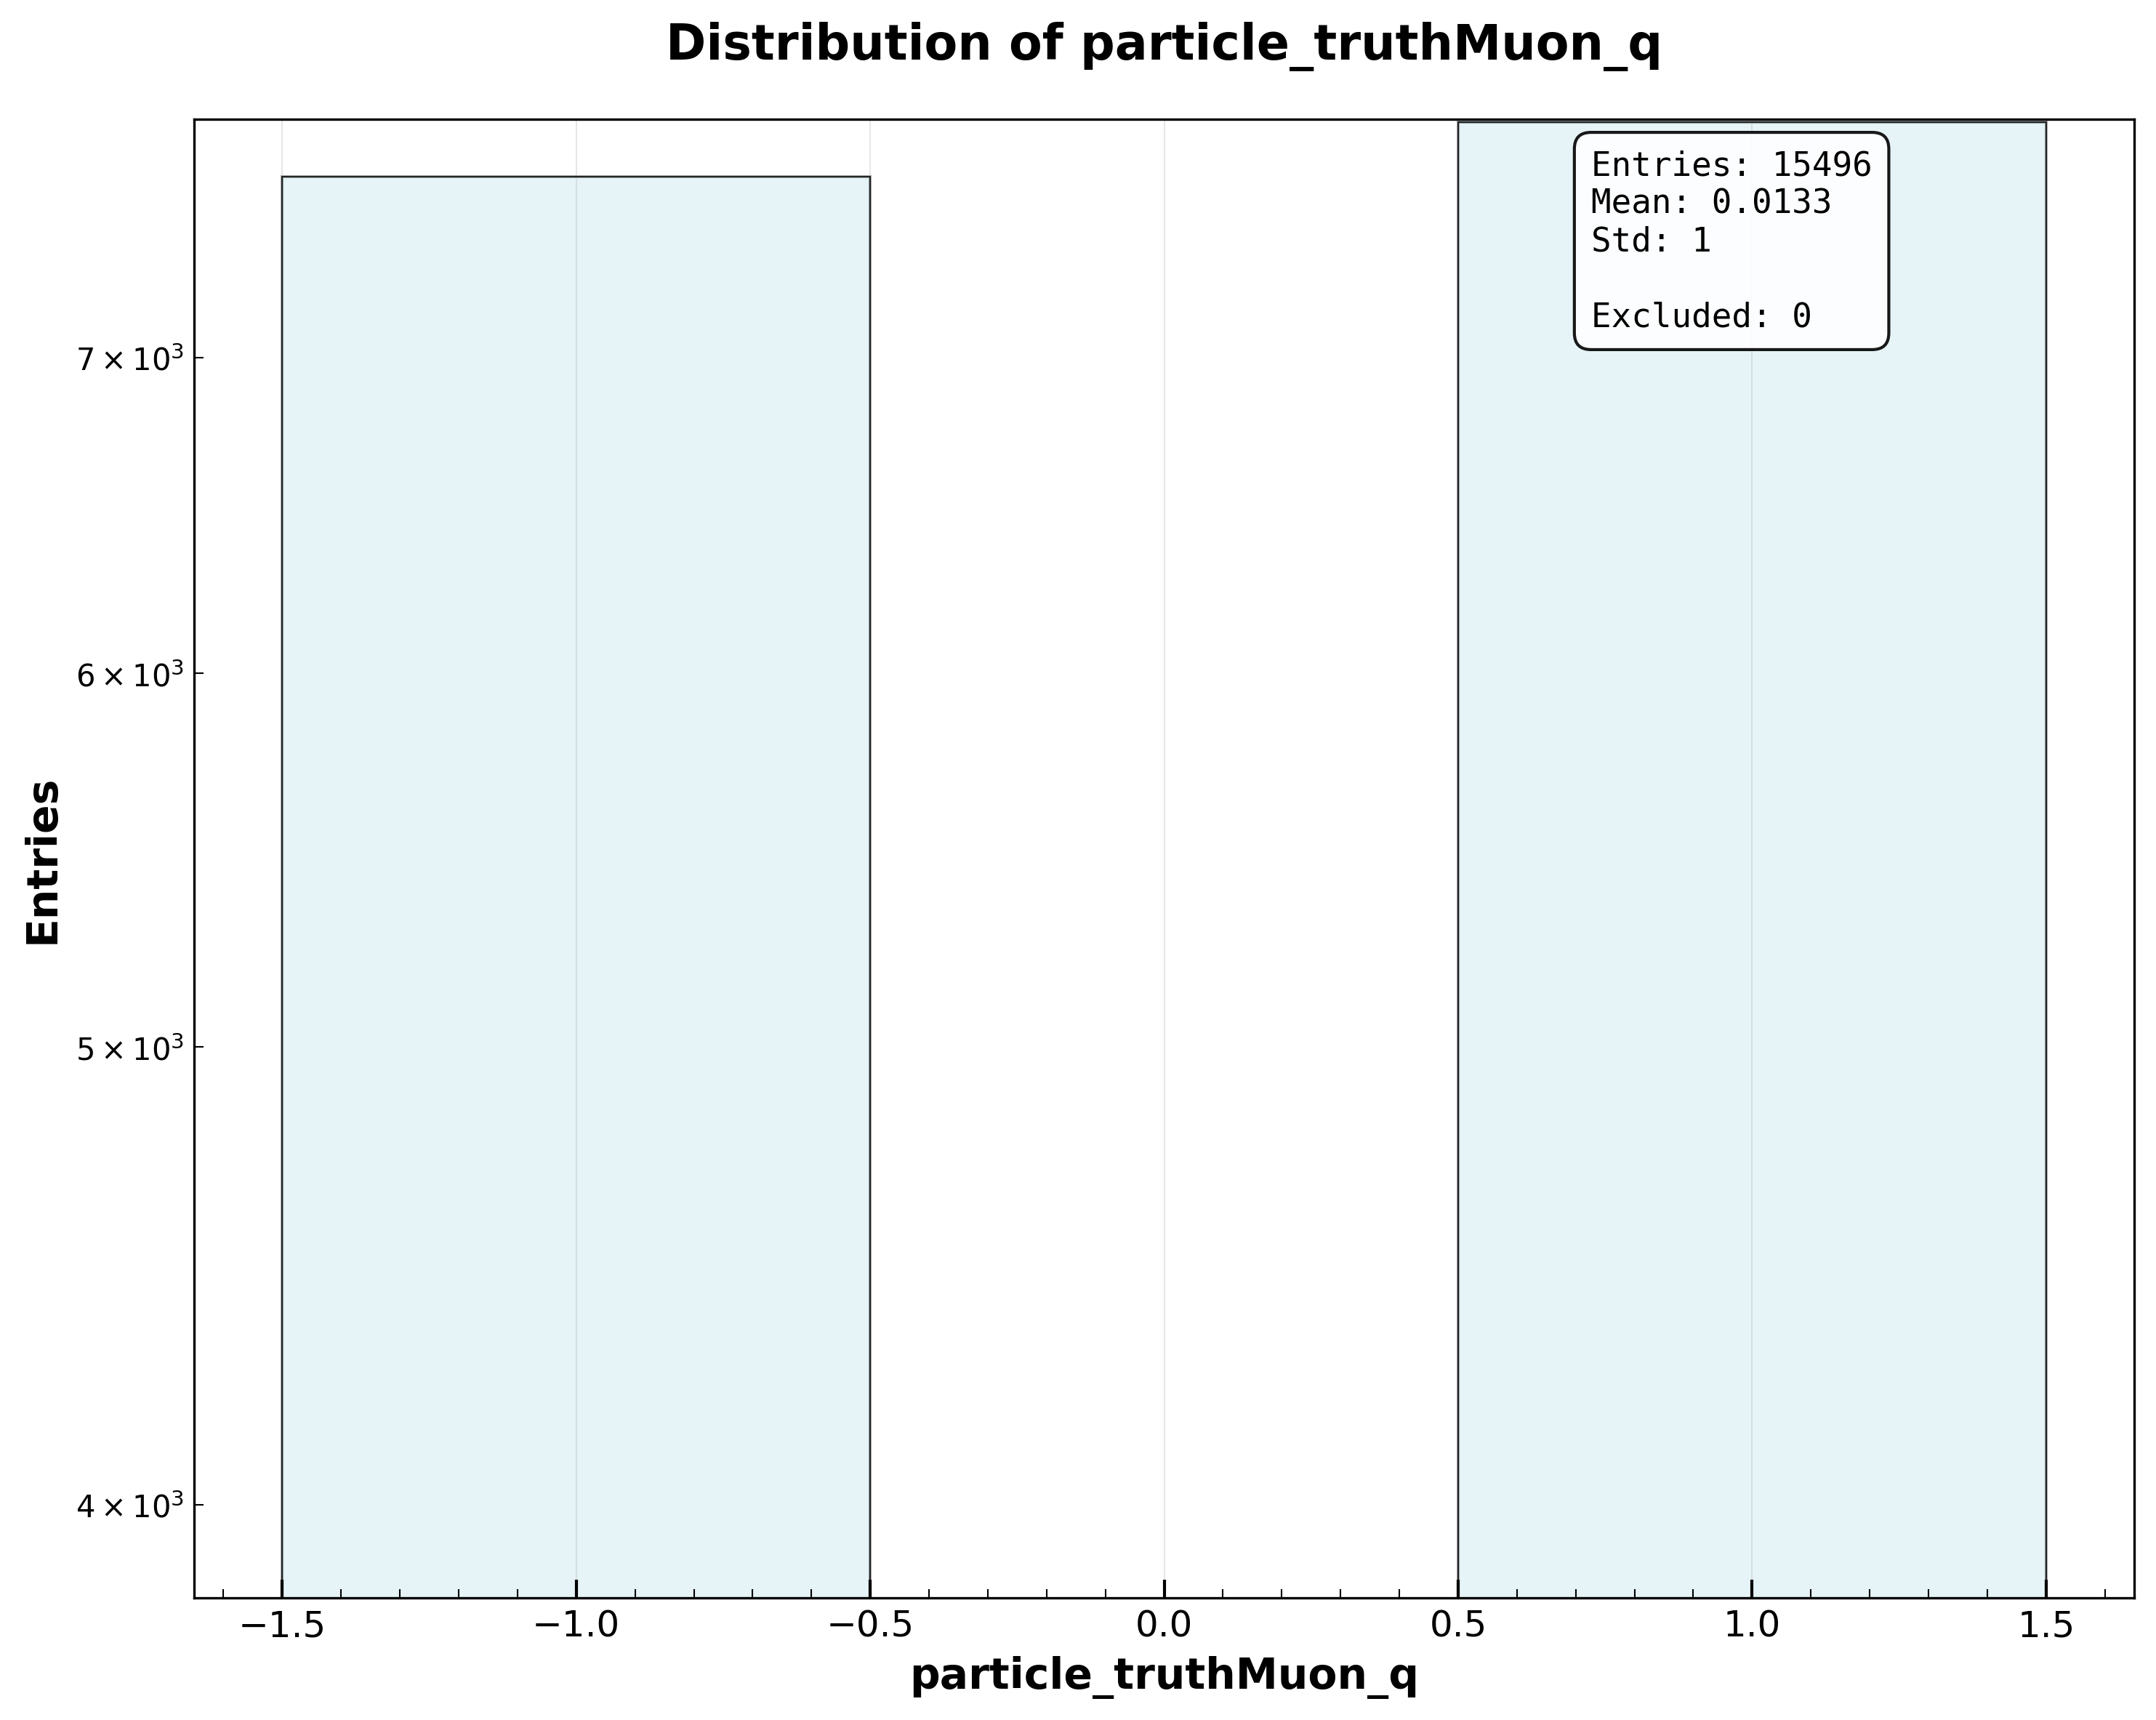 Distribution of particle_truthMuon_q
Entries: 15496
Mean: 0.0133
Std: 1
Excluded: 0
7 × 10³
6 × 10³
5 × 10³
4 × 10³
Entries
−1.5 −1.0 −0.5 0.0 0.5 1.0 1.5
particle_truthMuon_q